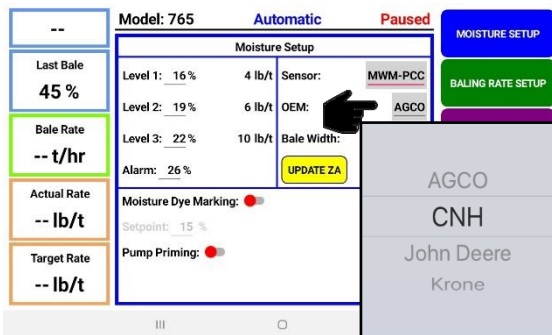 Model: 765 Automatic Paused
--
Last Bale
45 %
Bale Rate
-- t/hr
Actual Rate
-- lb/t
Target Rate
-- lb/t
Moisture Setup
Level 1: 16 % 4 lb/t
Level 2: 19 % 6 lb/t
Level 3: 22 % 10 lb/t
Alarm: 26 %
Sensor: MWM-PCC
OEM: AGCO
Bale Width:
UPDATE ZA
Moisture Dye Marking:
Setpoint: 15 %
Pump Priming:
MOISTURE SETUP
BALING RATE SETUP
AGCO
CNH
John Deere
Krone